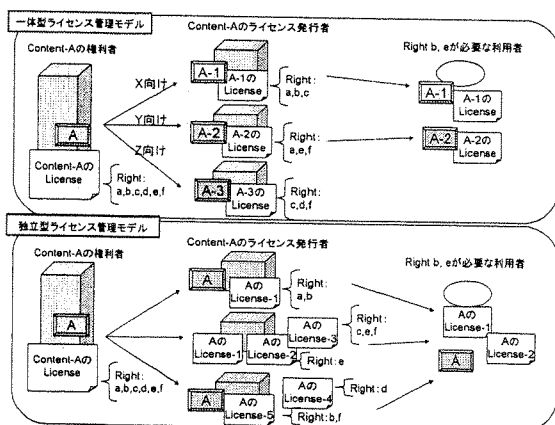 一体型ライセンス管理モデル
Content-Aの権利者
Content-Aのライセンス発行者
Right b, eが必要な利用者
X向け
Y向け
Z向け
A
Content-Aの
License
Right:
a,b,c,d,e,f
A-1
A-1の
License
Right:
a,b,c
A-2
A-2の
License
Right:
a,e,f
A-3
A-3の
License
Right:
c,d,f
A-1
A-1の
License
A-2
A-2の
License
独立型ライセンス管理モデル
Content-Aの権利者
Content-Aのライセンス発行者
Right b, eが必要な利用者
A
Content-Aの
License
Right:
a,b,c,d,e,f
A
Aの
License-1
Right:
a,b
Aの
License-1
Aの
License-2
Aの
License-3
Right:
c,e,f
Right: e
A
Aの
License-5
Aの
License-4
Right: d
Right: b,f
Aの
License-1
Aの
License-2
A